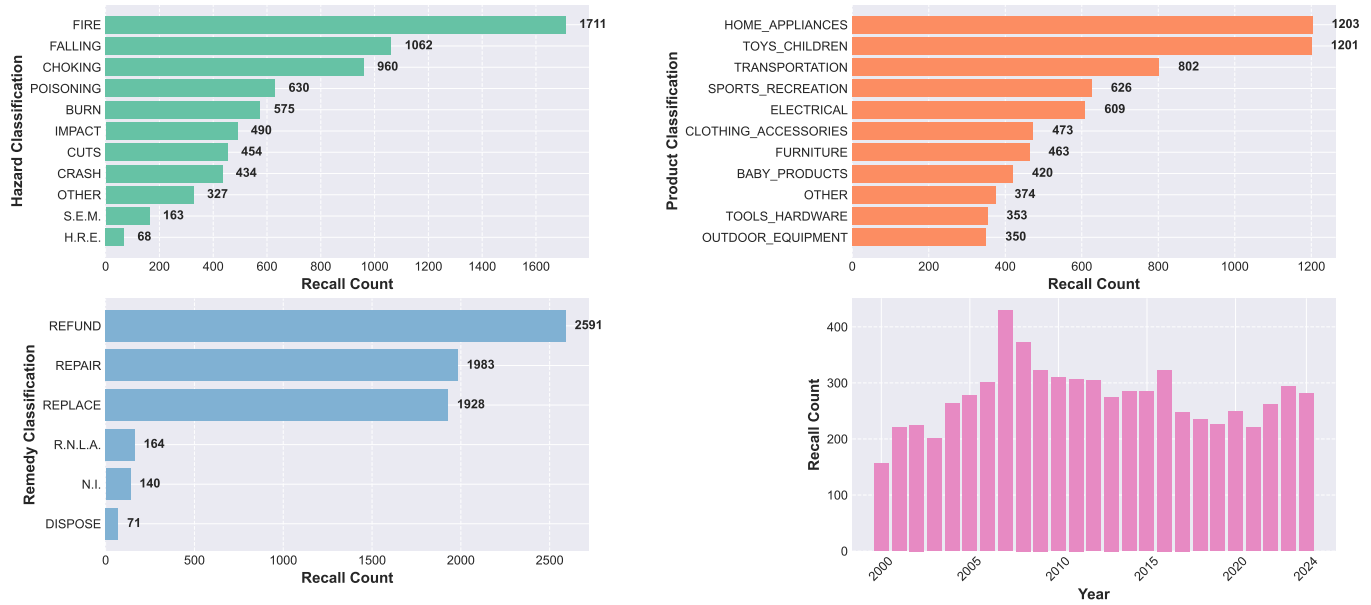 Hazard Classification
FIRE 1711
FALLING 1062
CHOKING 960
POISONING 630
BURN 575
IMPACT 490
CUTS 454
CRASH 434
OTHER 327
S.E.M. 163
H.R.E. 68
0 200 400 600 800 1000 1200 1400 1600
Recall Count
Product Classification
HOME_APPLIANCES 1203
TOYS_CHILDREN 1201
TRANSPORTATION 802
SPORTS_RECREATION 626
ELECTRICAL 609
CLOTHING_ACCESSORIES 473
FURNITURE 463
BABY_PRODUCTS 420
OTHER 374
TOOLS_HARDWARE 353
OUTDOOR_EQUIPMENT 350
0 200 400 600 800 1000 1200
Recall Count
Remedy Classification
REFUND 2591
REPAIR 1983
REPLACE 1928
R.N.L.A. 164
N.I. 140
DISPOSE 71
0 500 1000 1500 2000 2500
Recall Count
Recall Count
400
300
200
100
0
2000 2005 2010 2015 2020 2024
Year